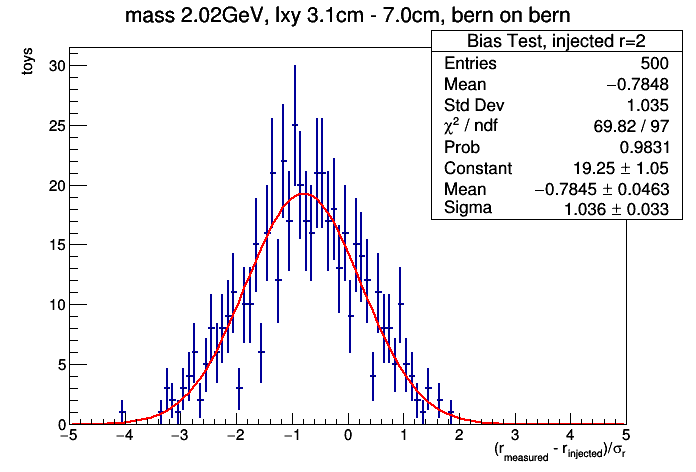 mass 2.02GeV, lxy 3.1cm - 7.0cm, bern on bern
Bias Test, injected r=2
Entries 500
Mean −0.7848
Std Dev 1.035
χ² / ndf 69.82 / 97
Prob 0.9831
Constant 19.25 ± 1.05
Mean −0.7845 ± 0.0463
Sigma 1.036 ± 0.033
toys
30
25
20
15
10
5
0
−5 −4 −3 −2 −1 0 1 2 3 4 5
(r_measured - r_injected)/σ_r